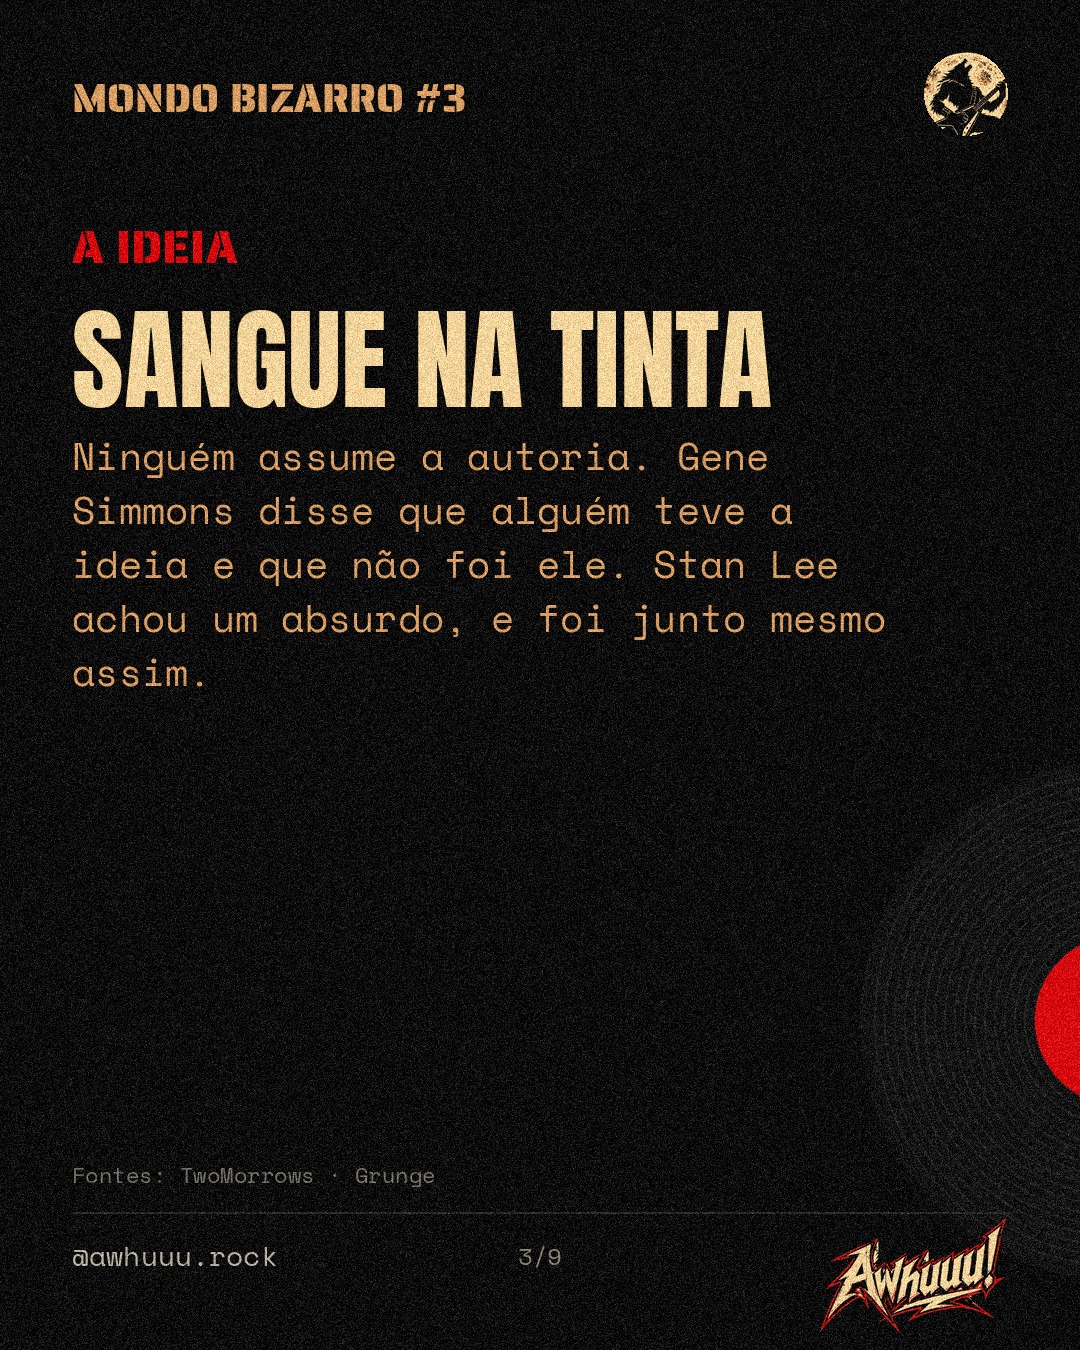 MONDO BIZARRO #3
A IDEIA
SANGUE NA TINTA
Ninguém assume a autoria. Gene
Simmons disse que alguém teve a
ideia e que não foi ele. Stan Lee
achou um absurdo, e foi junto mesmo
assim.
Fontes: TwoMorrows · Grunge
@awhuuu.rock
3/9
Awhuuu!